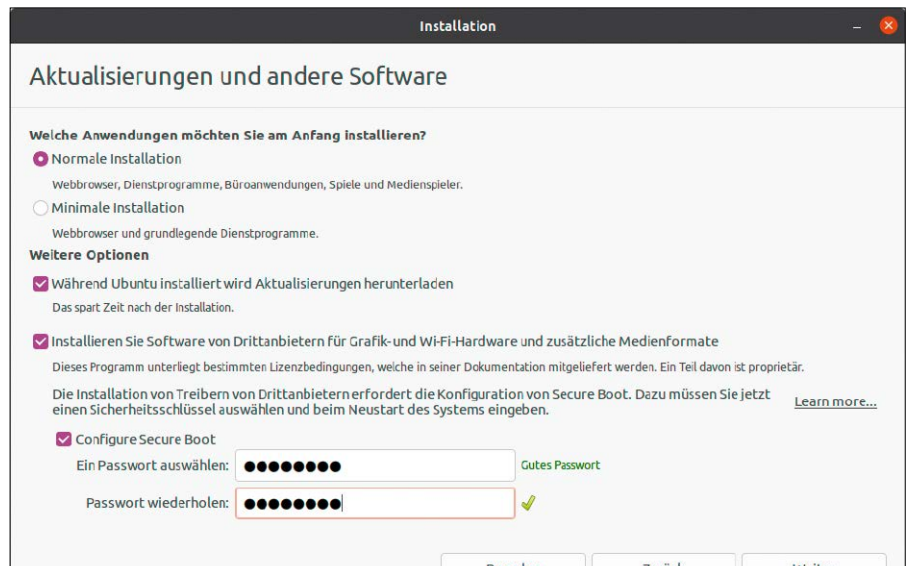 Installation
Aktualisierungen und andere Software
Welche Anwendungen möchten Sie am Anfang installieren?
Normale Installation
Webbrowser, Dienstprogramme, Büroanwendungen, Spiele und Medienspieler.
Minimale Installation
Webbrowser und grundlegende Dienstprogramme.
Weitere Optionen
Während Ubuntu installiert wird Aktualisierungen herunterladen
Das spart Zeit nach der Installation.
Installieren Sie Software von Drittanbietern für Grafik- und Wi-Fi-Hardware und zusätzliche Medienformate
Dieses Programm unterliegt bestimmten Lizenzbedingungen, welche in seiner Dokumentation mitgeliefert werden. Ein Teil davon ist proprietär.
Die Installation von Treibern von Drittanbietern erfordert die Konfiguration von Secure Boot. Dazu müssen Sie jetzt
einen Sicherheitsschlüssel auswählen und beim Neustart des Systems eingeben.
Learn more...
Configure Secure Boot
Ein Passwort auswählen: ●●●●●●●● Gutes Passwort
Passwort wiederholen: ●●●●●●●●